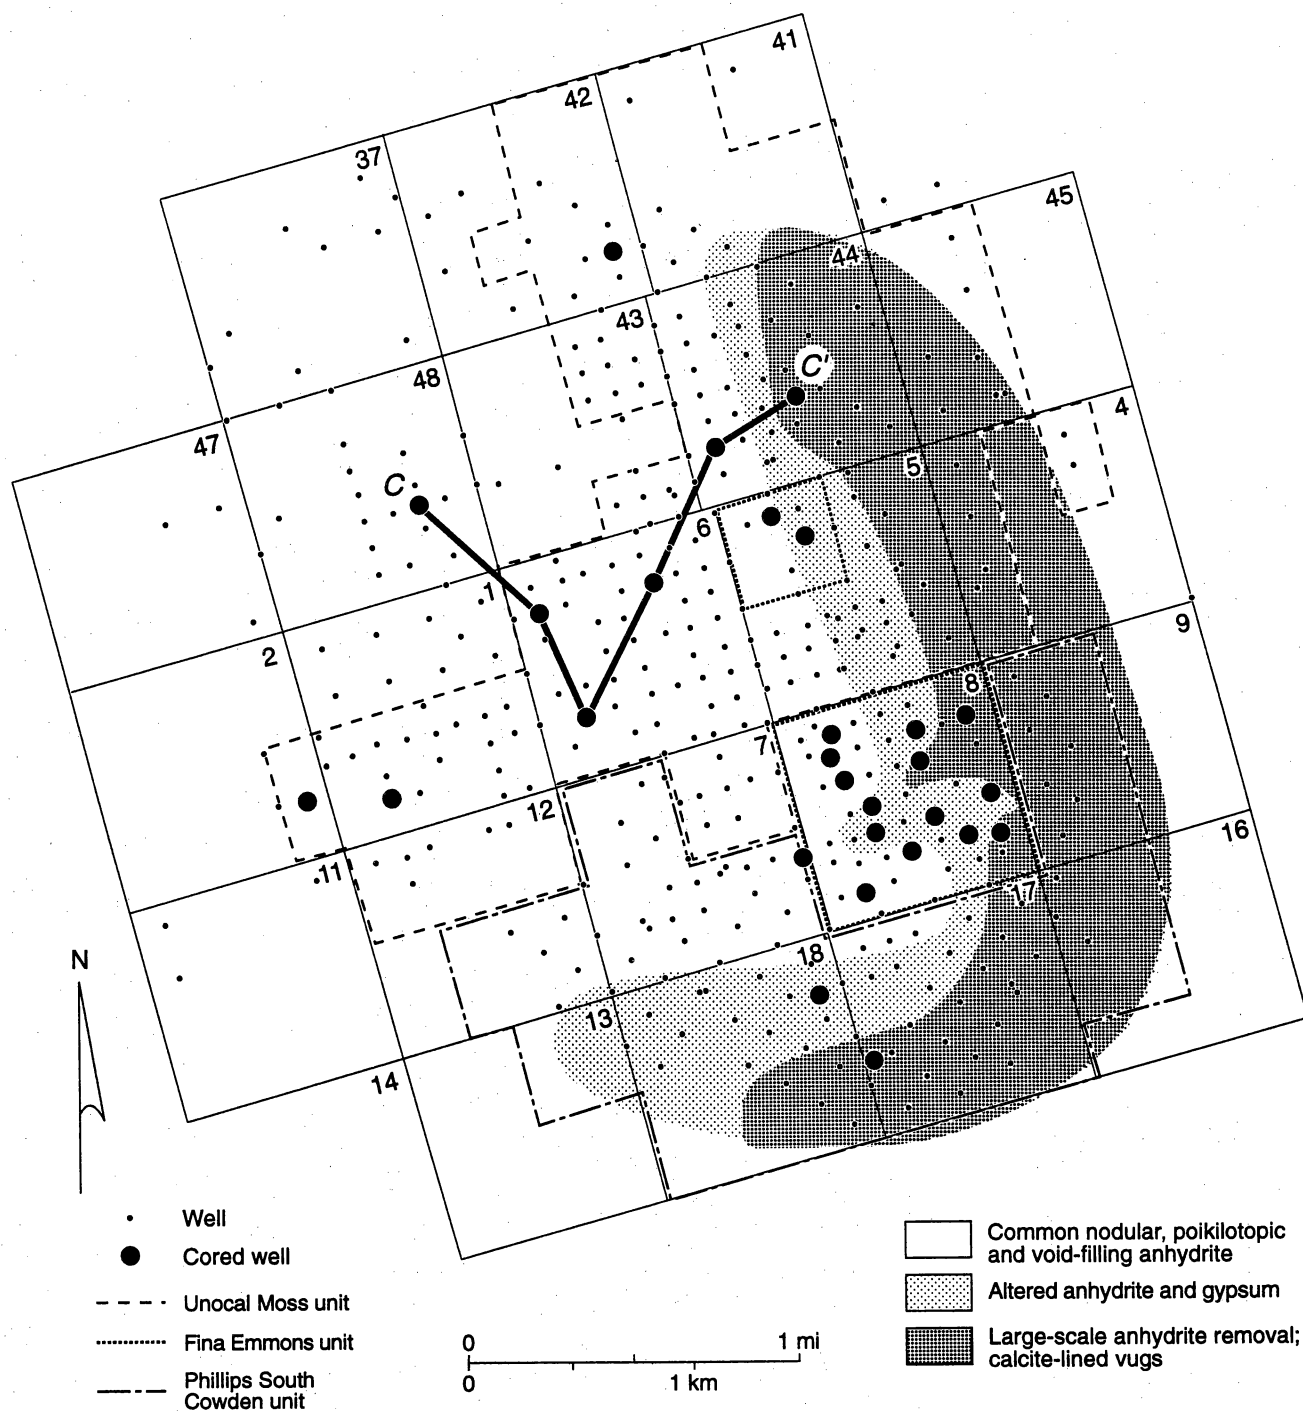 41
42
37
45
44
43
48
C'
4
47
5
C
6
1
9
2
8
7
12
16
11
17
18
N
13
14
Well
Cored well
Unocal Moss unit
Fina Emmons unit
Phillips South
Cowden unit
0 1 mi
0 1 km
Common nodular, poikilotopic
and void-filling anhydrite
Altered anhydrite and gypsum
Large-scale anhydrite removal;
calcite-lined vugs